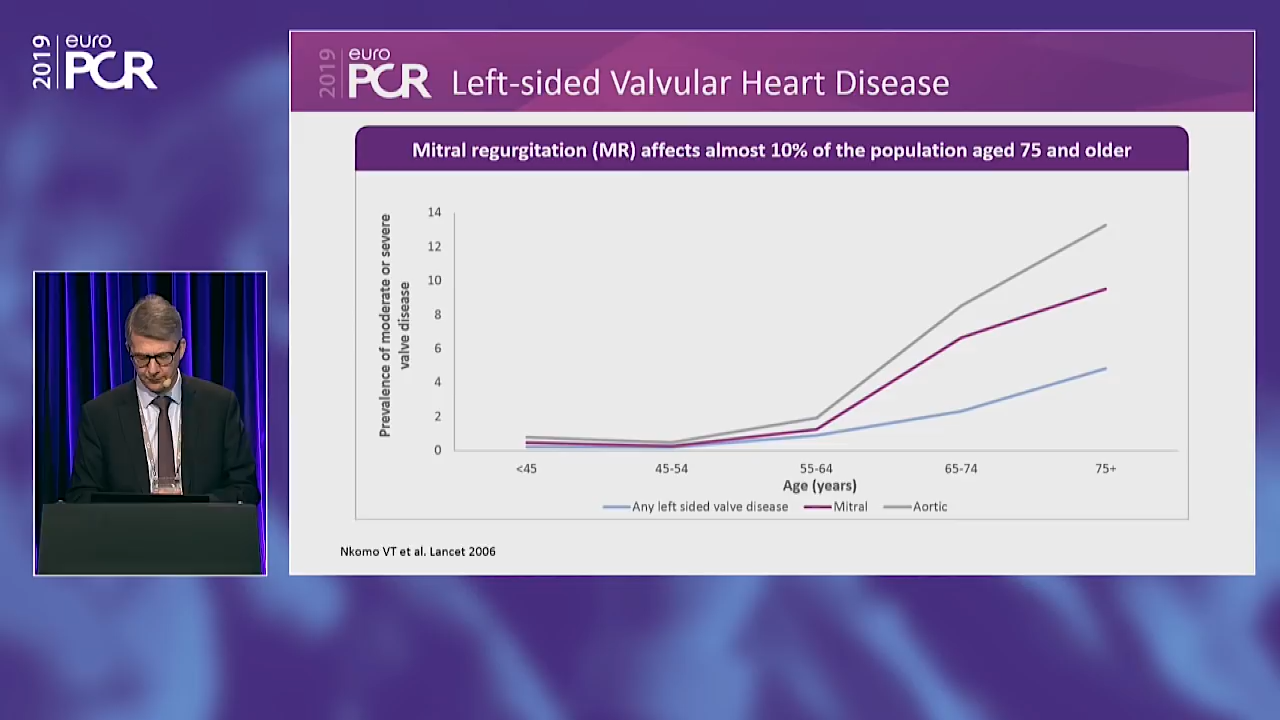 2019 euro PCR
2019 euro PCR Left-sided Valvular Heart Disease
Mitral regurgitation (MR) affects almost 10% of the population aged 75 and older
Prevalence of moderate or severe
valve disease
14
12
10
8
6
4
2
0
<45 45-54 55-64 65-74 75+
Age (years)
Any left sided valve disease Mitral Aortic
Nkomo VT et al. Lancet 2006